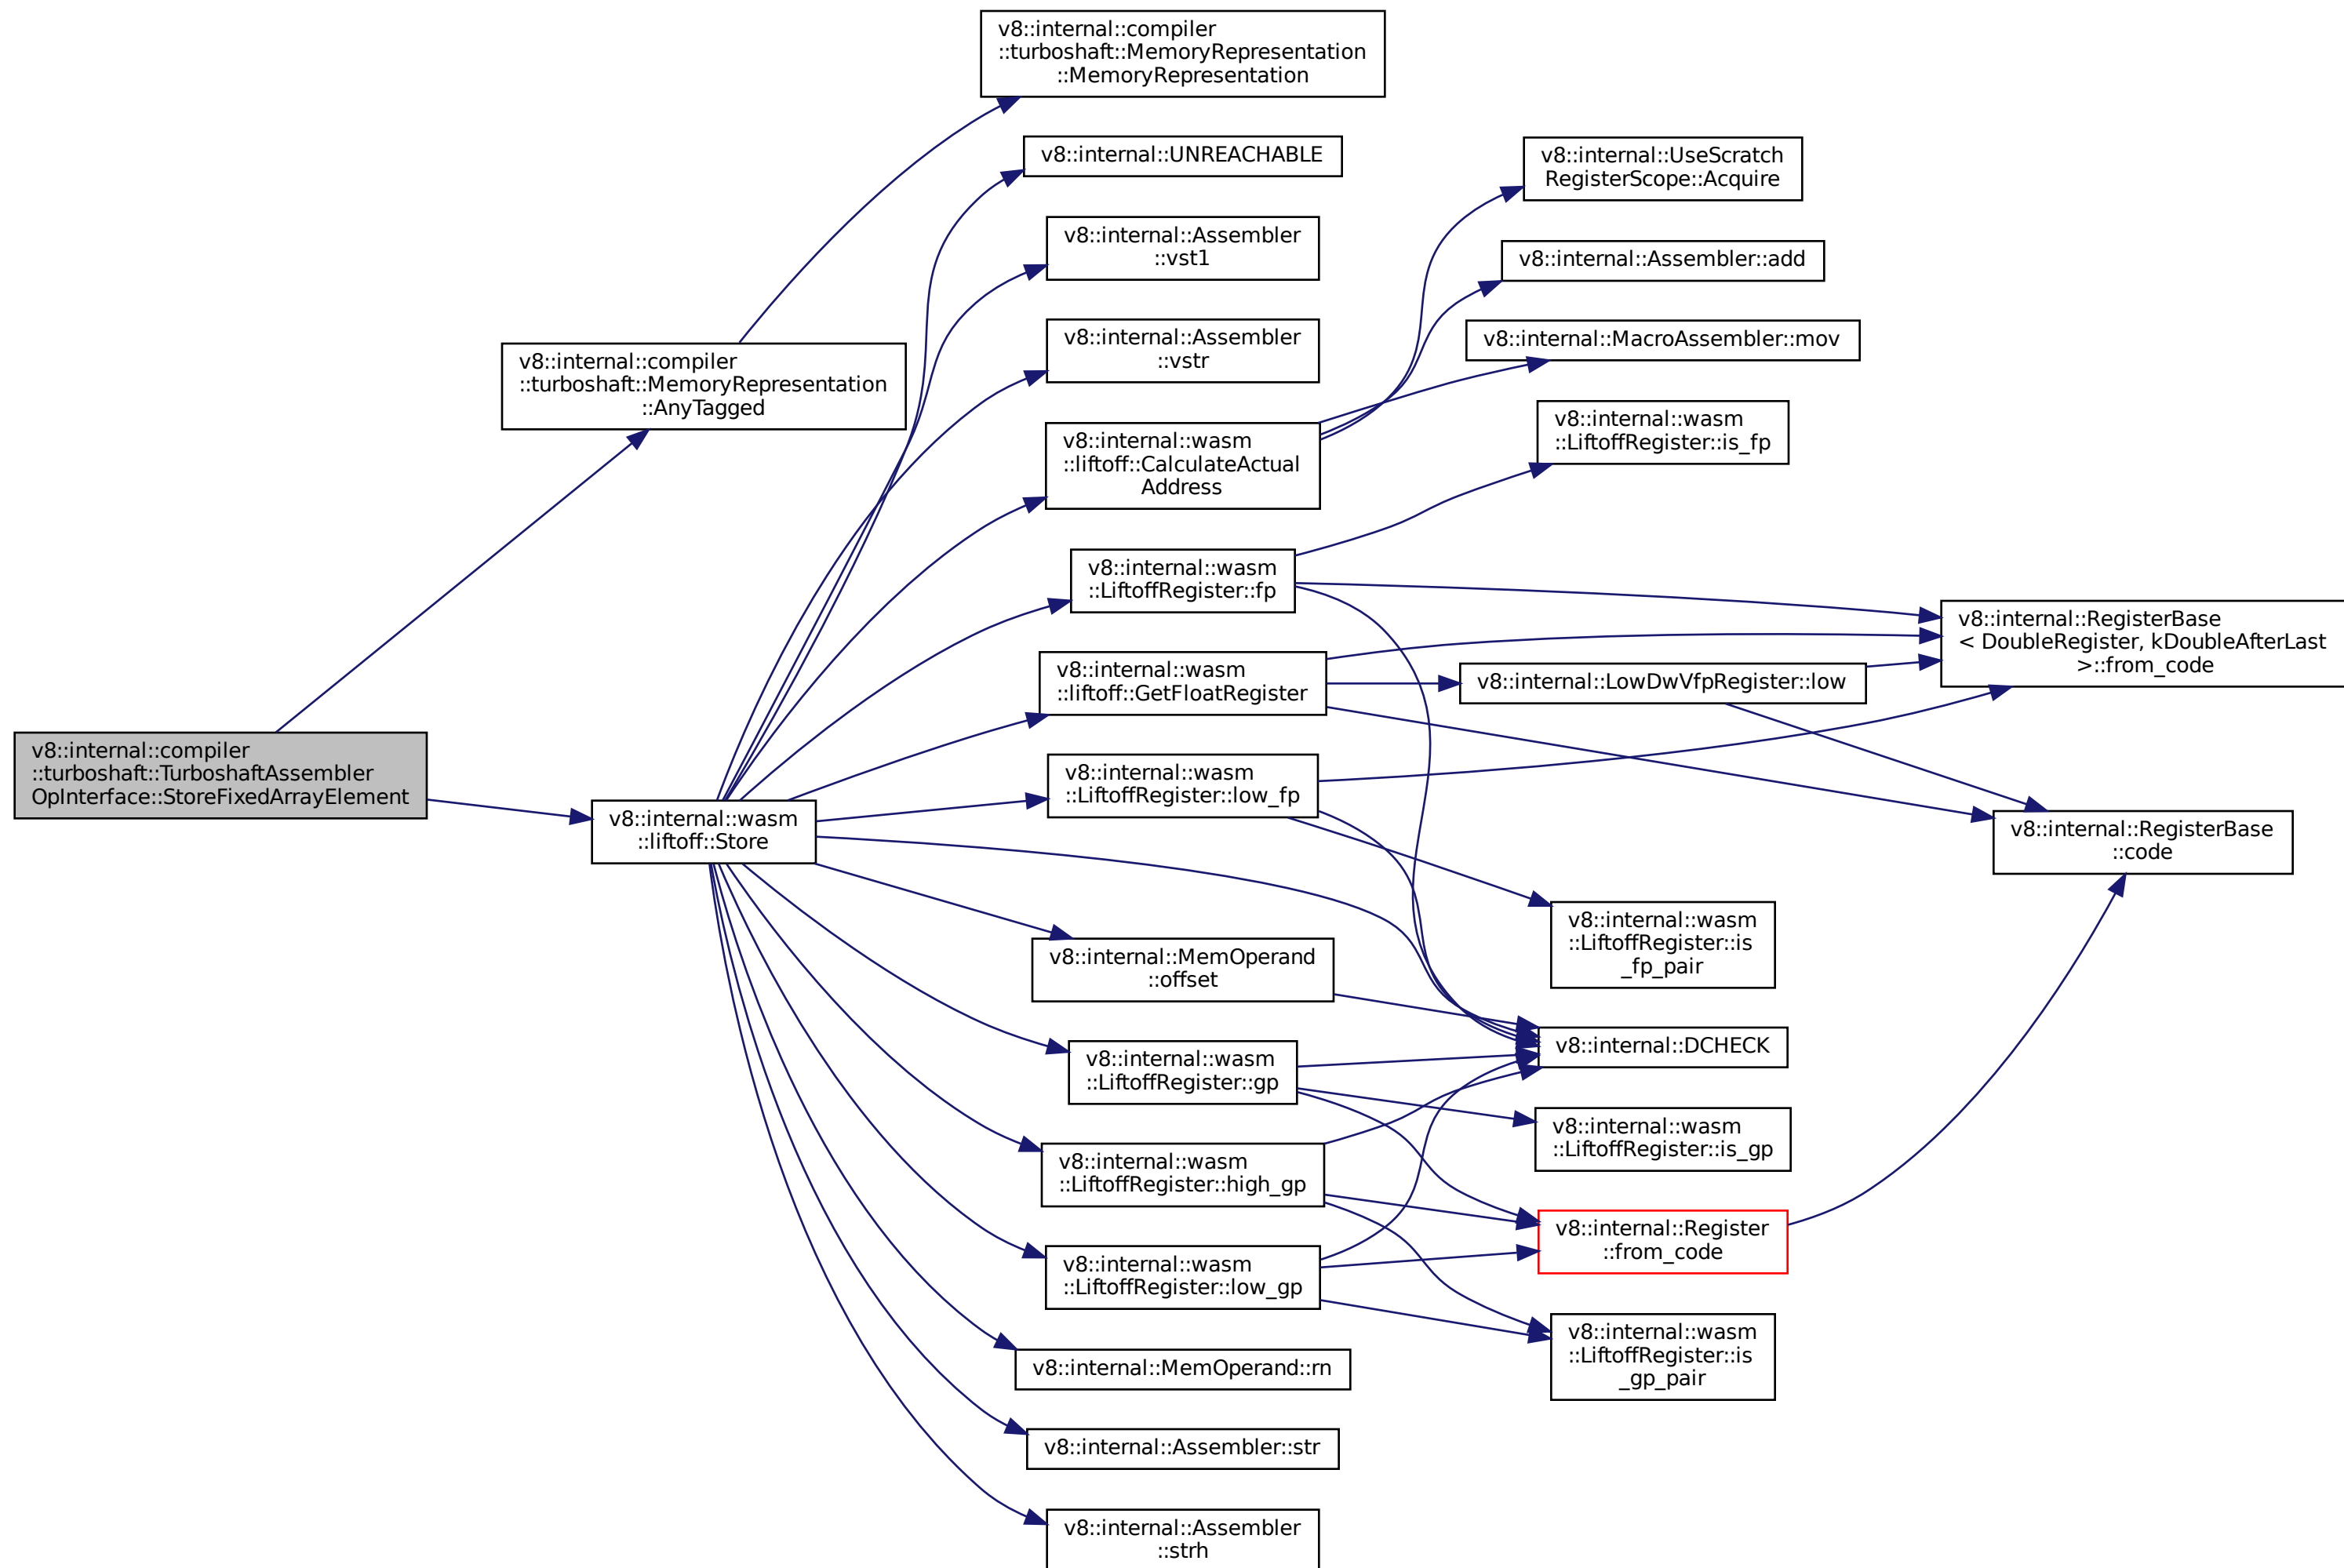 v8::internal::compiler
::turboshaft::TurboshaftAssembler
OpInterface::StoreFixedArrayElement
v8::internal::compiler
::turboshaft::MemoryRepresentation
::AnyTagged
v8::internal::wasm
::liftoff::Store
v8::internal::compiler
::turboshaft::MemoryRepresentation
::MemoryRepresentation
v8::internal::UNREACHABLE
v8::internal::Assembler
::vst1
v8::internal::Assembler
::vstr
v8::internal::wasm
::liftoff::CalculateActual
Address
v8::internal::wasm
::LiftoffRegister::fp
v8::internal::wasm
::liftoff::GetFloatRegister
v8::internal::wasm
::LiftoffRegister::low_fp
v8::internal::MemOperand
::offset
v8::internal::wasm
::LiftoffRegister::gp
v8::internal::wasm
::LiftoffRegister::high_gp
v8::internal::wasm
::LiftoffRegister::low_gp
v8::internal::MemOperand::rn
v8::internal::Assembler::str
v8::internal::Assembler
::strh
v8::internal::UseScratch
RegisterScope::Acquire
v8::internal::Assembler::add
v8::internal::MacroAssembler::mov
v8::internal::wasm
::LiftoffRegister::is_fp
v8::internal::LowDwVfpRegister::low
v8::internal::wasm
::LiftoffRegister::is
_fp_pair
v8::internal::DCHECK
v8::internal::wasm
::LiftoffRegister::is_gp
v8::internal::Register
::from_code
v8::internal::wasm
::LiftoffRegister::is
_gp_pair
v8::internal::RegisterBase
< DoubleRegister, kDoubleAfterLast
>::from_code
v8::internal::RegisterBase
::code